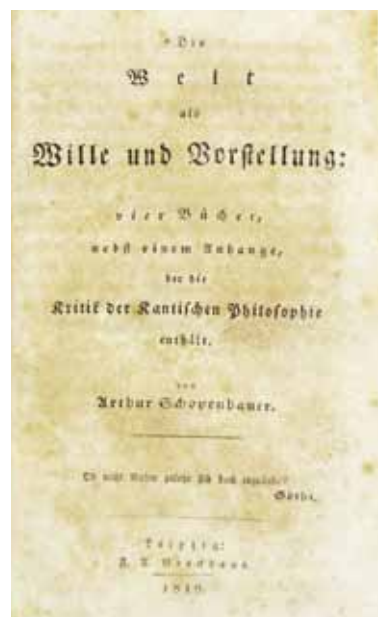 Die
Welt
als
Wille und Vorstellung:
vier Bücher,
nebst einem Anhange,
der die
Kritik der Kantischen Philosophie
enthält,
von
Arthur Schopenhauer.
Ob nicht Natur zuletzt sich doch ergründe?
Göthe.
Leipzig:
F. A. Brockhaus
1819.